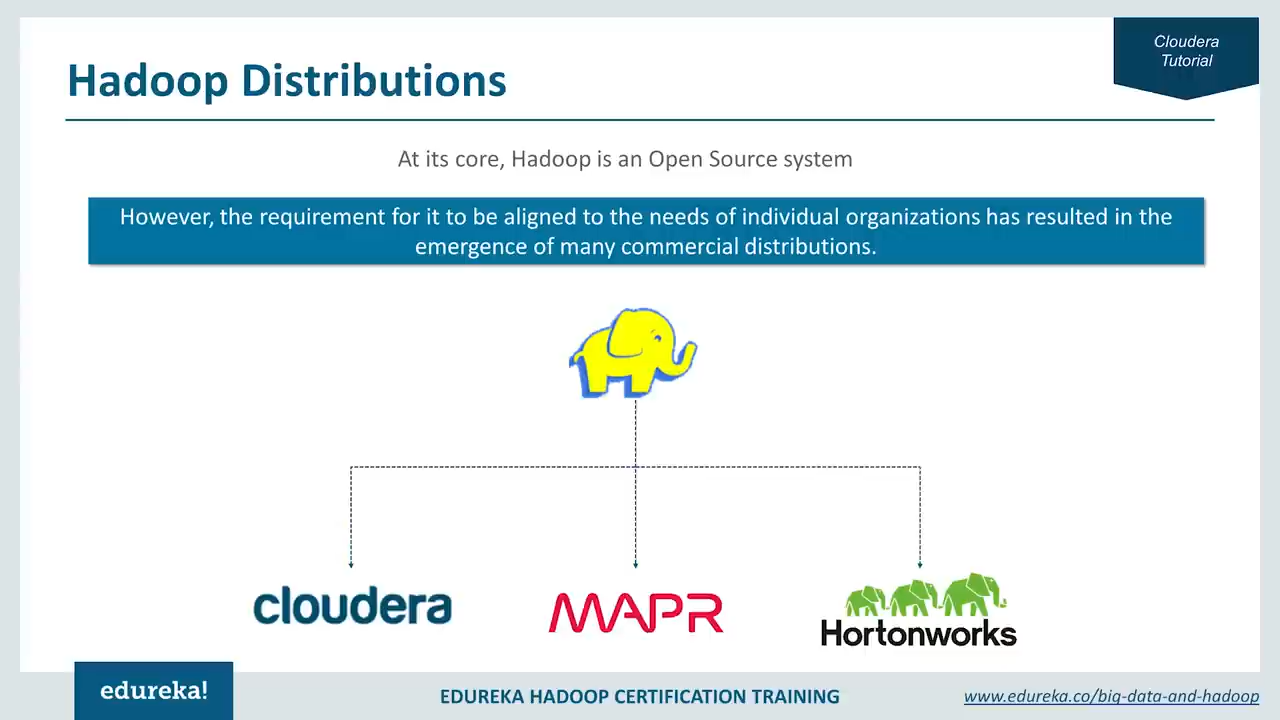 Cloudera
Tutorial
Hadoop Distributions
At its core, Hadoop is an Open Source system
However, the requirement for it to be aligned to the needs of individual organizations has resulted in the
emergence of many commercial distributions.
cloudera
MAPR
Hortonworks
edureka!
EDUREKA HADOOP CERTIFICATION TRAINING
www.edureka.co/big-data-and-hadoop